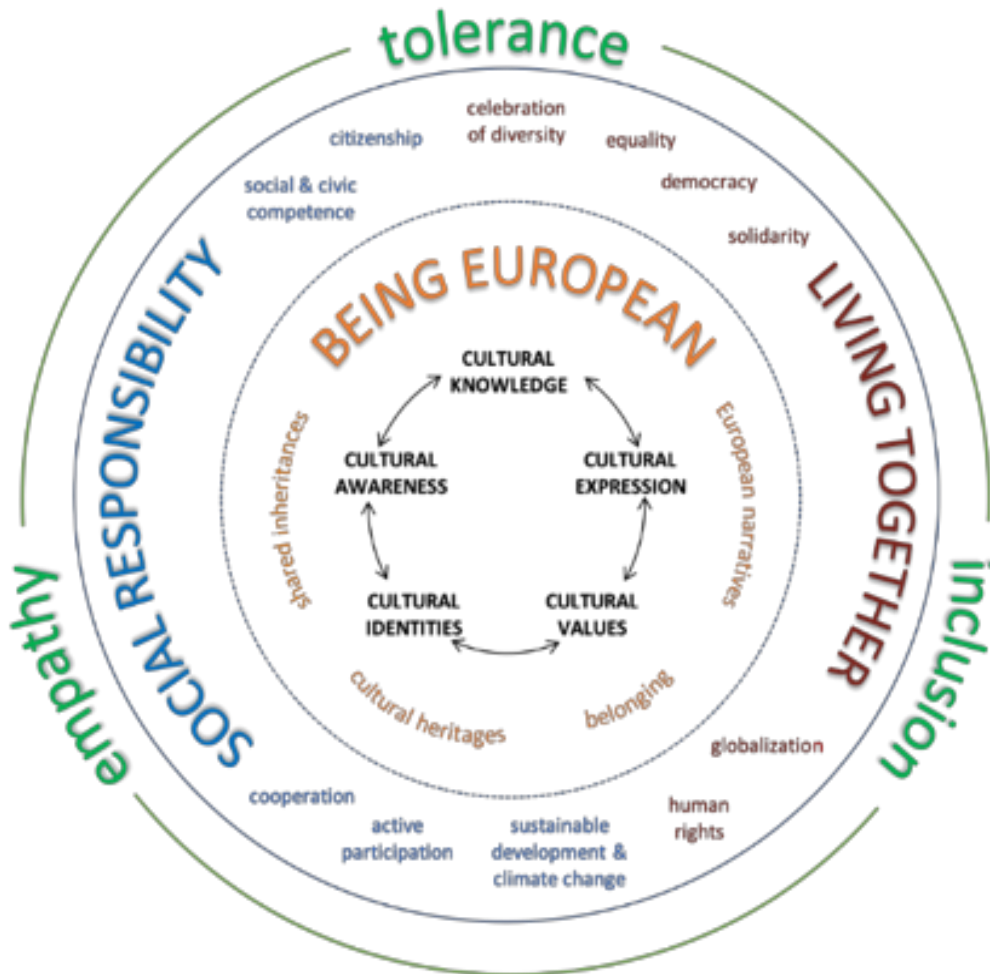 tolerance
celebration
of diversity
citizenship
equality
social & civic
competence
democracy
solidarity
SOCIAL RESPONSIBILITY
BEING EUROPEAN
LIVING TOGETHER
CULTURAL
KNOWLEDGE
shared inheritances
CULTURAL
AWARENESS
CULTURAL
EXPRESSION
European narratives
CULTURAL
IDENTITIES
CULTURAL
VALUES
empathy
inclusion
cultural heritages
belonging
globalization
cooperation
active
participation
sustainable
development &
climate change
human
rights